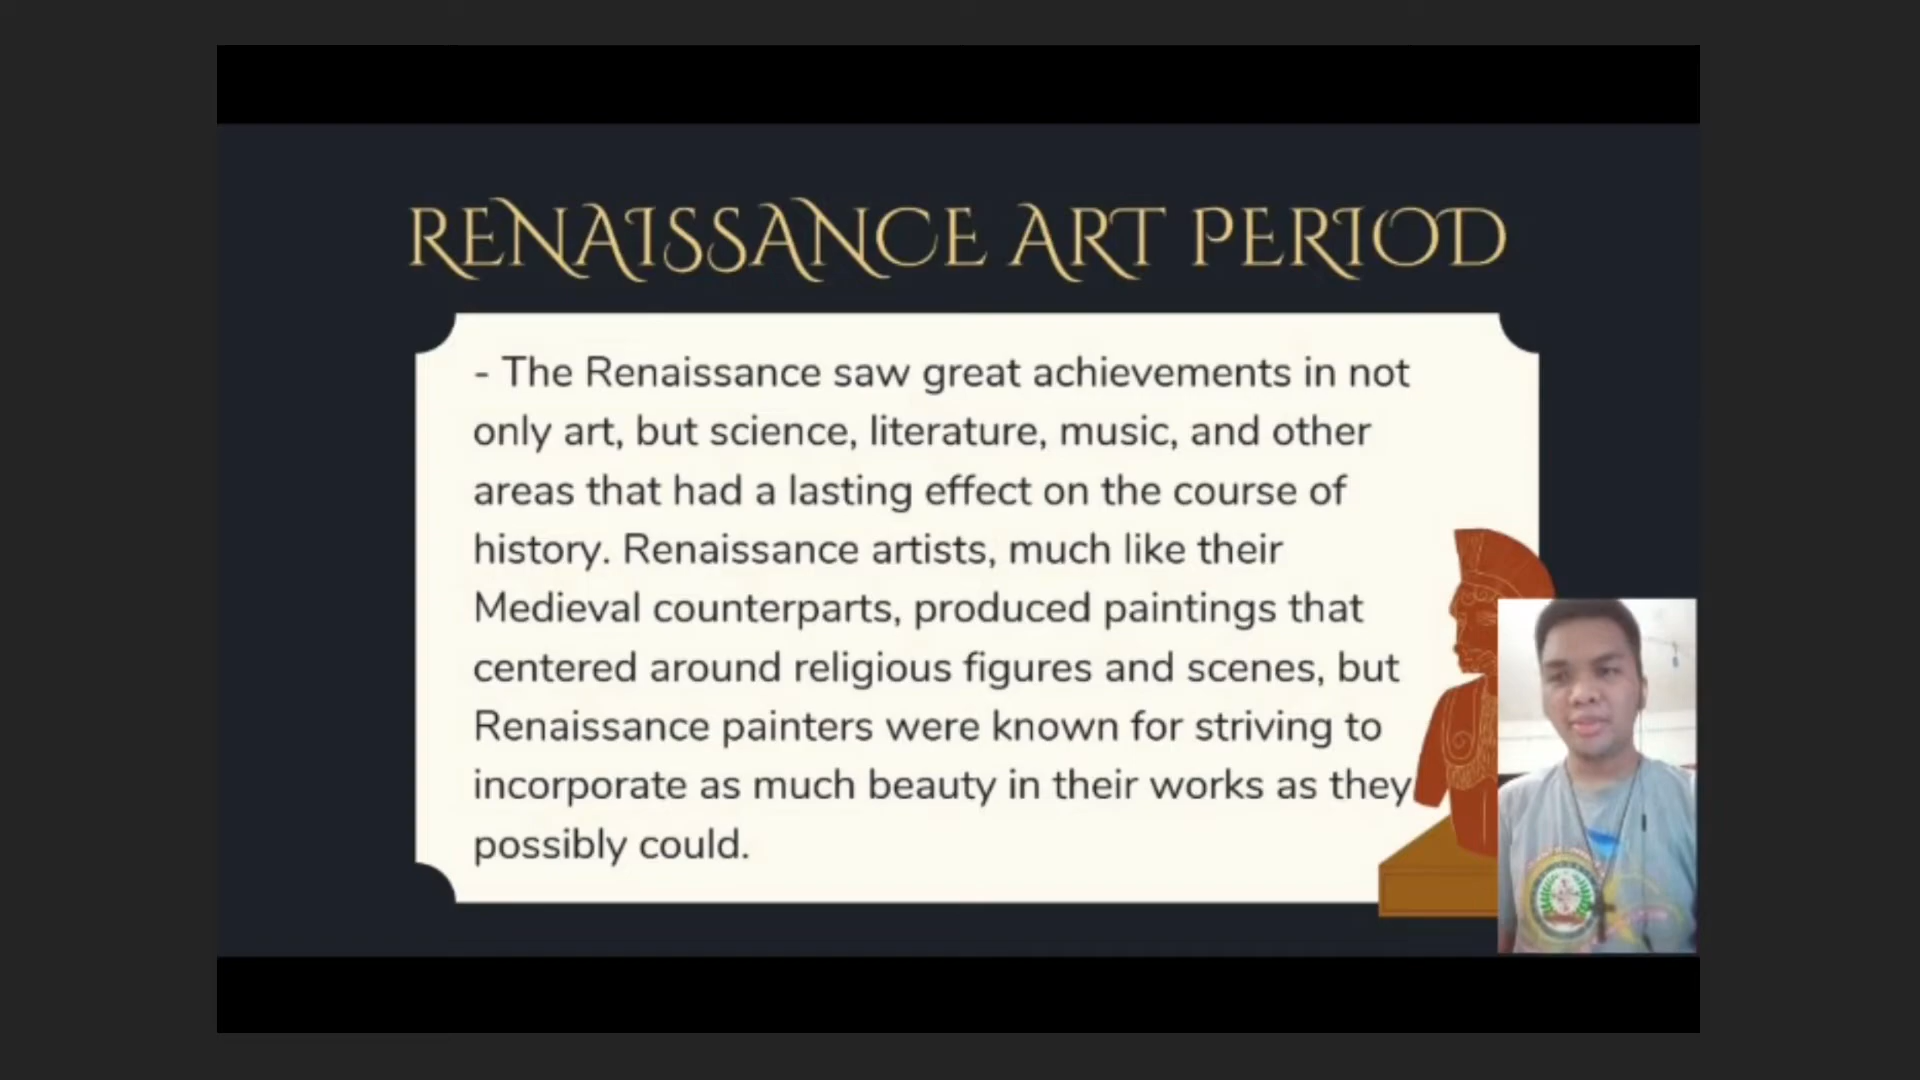 RENAISSANCE ART PERIOD
- The Renaissance saw great achievements in not
only art, but science, literature, music, and other
areas that had a lasting effect on the course of
history. Renaissance artists, much like their
Medieval counterparts, produced paintings that
centered around religious figures and scenes, but
Renaissance painters were known for striving to
incorporate as much beauty in their works as they
possibly could.